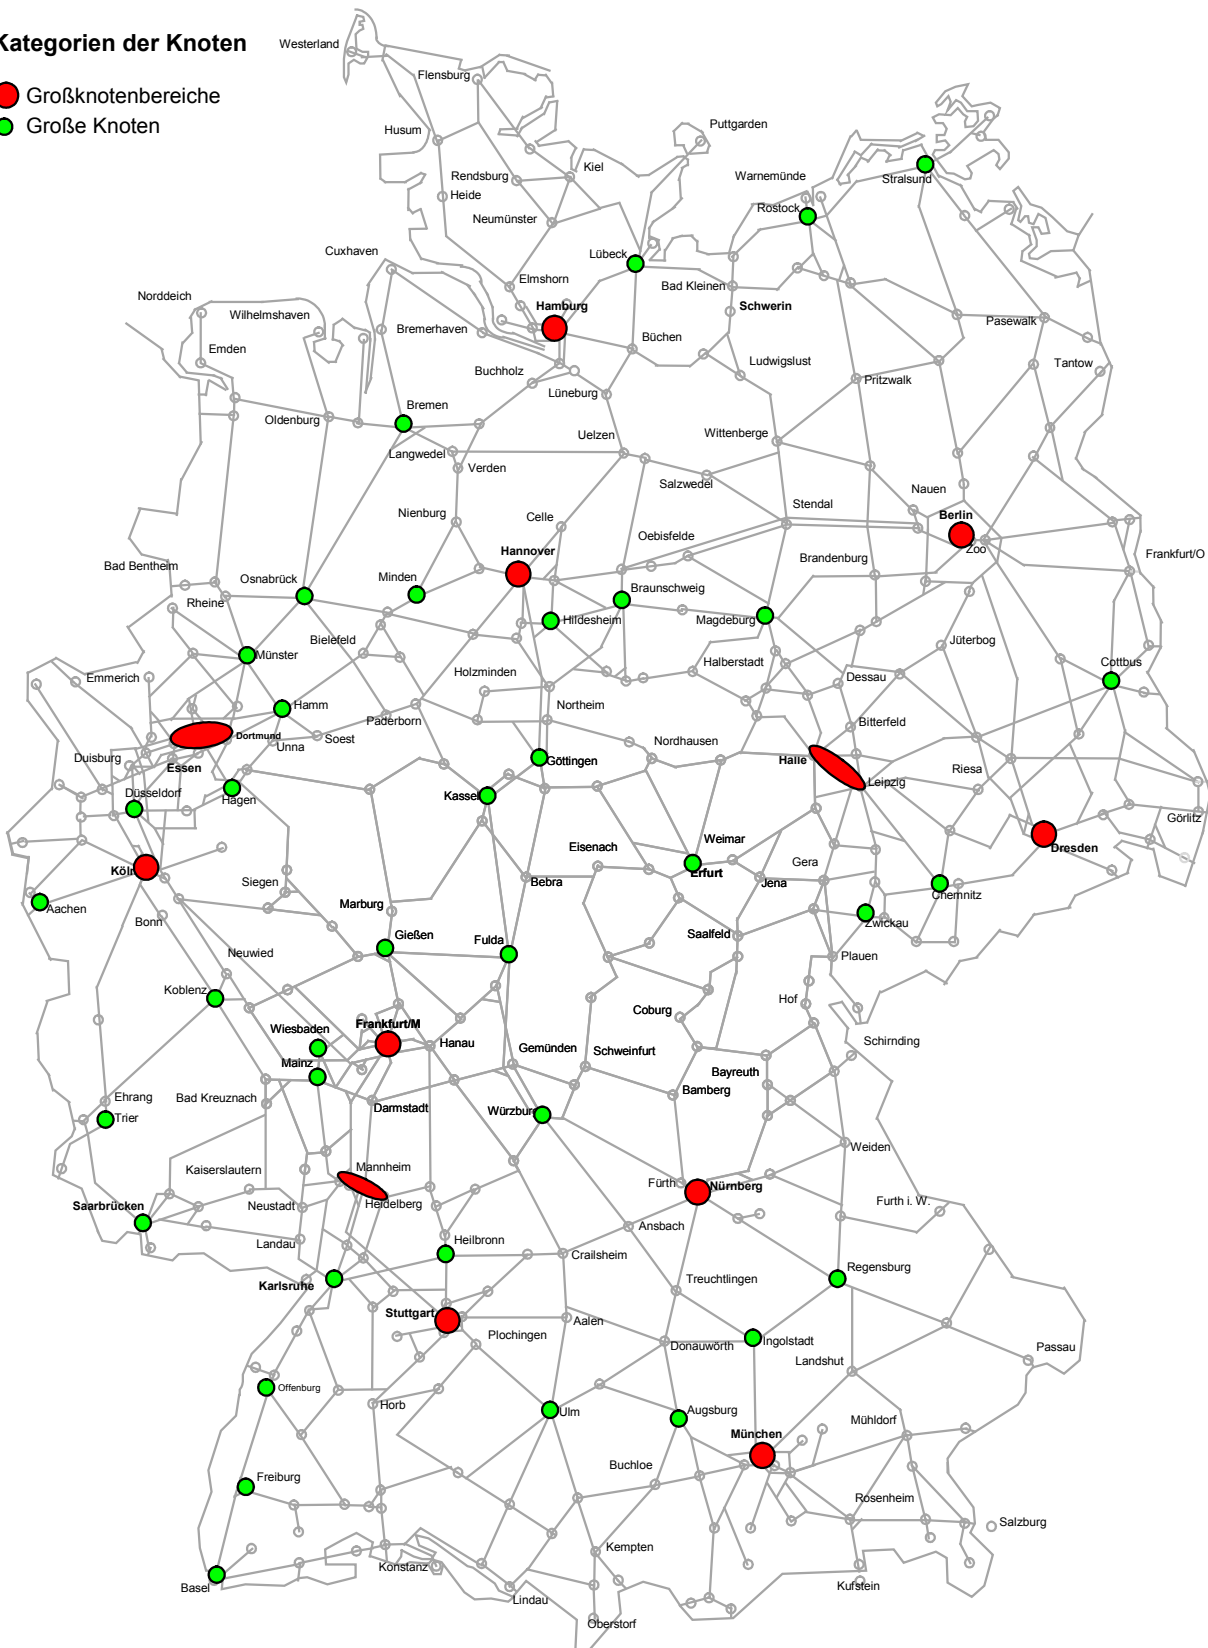 Kategorien der Knoten
Großknotenbereiche
Große Knoten
Westerland
Flensburg
Husum
Puttgarden
Kiel
Rendsburg
Heide
Warnemünde
Stralsund
Neumünster
Rostock
Cuxhaven
Lübeck
Elmshorn
Bad Kleinen
Norddeich
Hamburg
Schwerin
Wilhelmshaven
Bremerhaven
Pasewalk
Büchen
Emden
Ludwigslust
Tantow
Buchholz
Lüneburg
Pritzwalk
Bremen
Oldenburg
Uelzen
Wittenberge
Langwedel
Verden
Salzwedel
Nauen
Stendal
Nienburg
Celle
Berlin
Oebisfelde
Zoo
Hannover
Brandenburg
Frankfurt/O
Bad Bentheim
Osnabrück
Minden
Braunschweig
Rheine
Hildesheim
Magdeburg
Bielefeld
Jüterbog
Münster
Halberstadt
Cottbus
Emmerich
Holzminden
Dessau
Hamm
Northeim
Paderborn
Bitterfeld
Dortmund
Soest
Unna
Nordhausen
Duisburg
Göttingen
Halle
Essen
Riesa
Leipzig
Düsseldorf
Kassel
Hagen
Görlitz
Weimar
Eisenach
Dresden
Gera
Köln
Erfurt
Siegen
Bebra
Jena
Chemnitz
Aachen
Marburg
Bonn
Zwickau
Gießen
Fulda
Saalfeld
Neuwied
Plauen
Koblenz
Hof
Coburg
Frankfurt/M
Wiesbaden
Hanau
Schirnding
Gemünden
Schweinfurt
Mainz
Bayreuth
Bamberg
Ehrang
Bad Kreuznach
Darmstadt
Würzburg
Trier
Weiden
Mannheim
Kaiserslautern
Fürth
Nürnberg
Saarbrücken
Neustadt
Heidelberg
Furth i. W.
Ansbach
Landau
Heilbronn
Crailsheim
Regensburg
Karlsruhe
Treuchtlingen
Stuttgart
Aalen
Plochingen
Donauwörth
Ingolstadt
Passau
Landshut
Offenburg
Horb
Ulm
Augsburg
Mühldorf
München
Buchloe
Freiburg
Rosenheim
Salzburg
Kempten
Konstanz
Basel
Kufstein
Lindau
Oberstorf